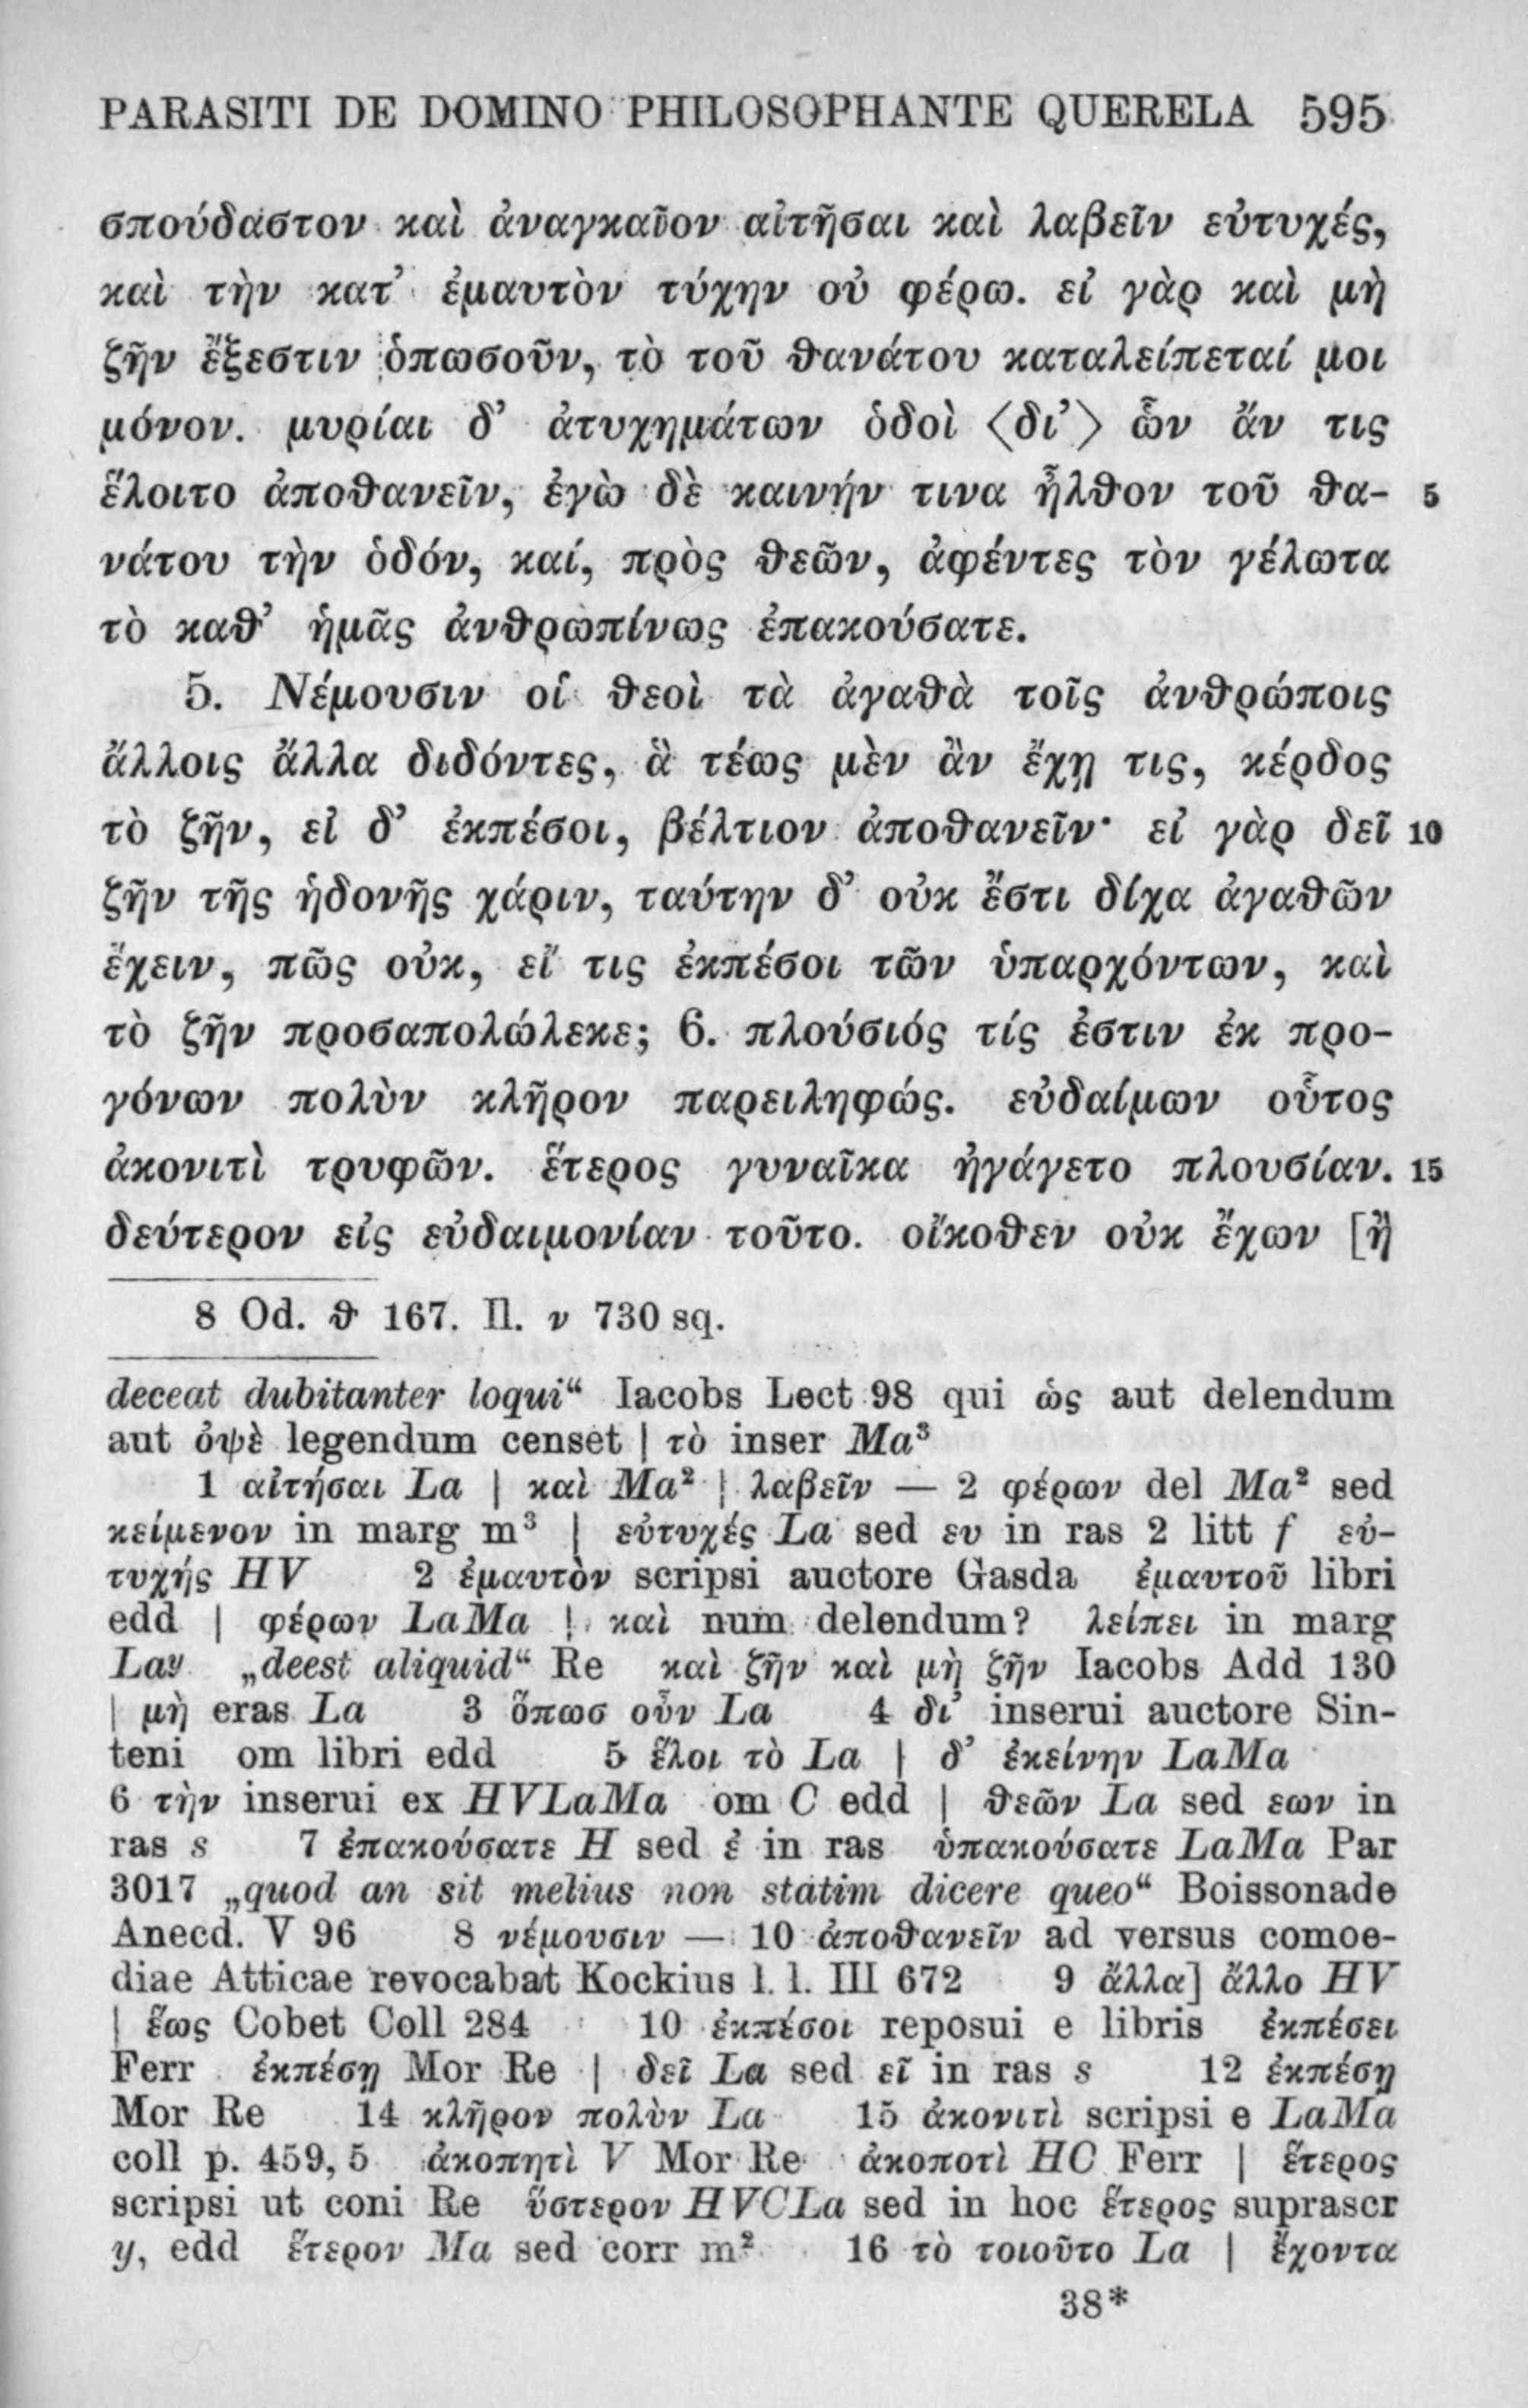 PARASITI DE DOMINO PHILOSOPHANTE QUERELA 595
σπούδαστον καὶ ἀναγκαῖον αἰτῆσαι καὶ λαβεῖν εὐτυχές,
καὶ τὴν κατ’ ἐμαυτὸν τύχην οὐ φέρω. εἰ γὰρ καὶ μὴ
ζῆν ἔξεστιν ὁπωσοῦν, τὸ τοῦ θανάτου καταλείπεταί μοι
μόνον. μυρίαι δ’ ἀτυχημάτων ὁδοὶ ⟨δι’⟩ ὧν ἄν τις
ἕλοιτο ἀποθανεῖν, ἐγὼ δὲ καινήν τινα ἦλθον τοῦ θα- 5
νάτου τὴν ὁδόν, καί, πρὸς θεῶν, ἀφέντες τὸν γέλωτα
τὸ καθ’ ἡμᾶς ἀνθρωπίνως ἐπακούσατε.
5. Νέμουσιν οἱ θεοὶ τὰ ἀγαθὰ τοῖς ἀνθρώποις
ἄλλοις ἄλλα διδόντες, ἃ τέως μὲν ἂν ἔχῃ τις, κέρδος
τὸ ζῆν, εἰ δ’ ἐκπέσοι, βέλτιον ἀποθανεῖν· εἰ γὰρ δεῖ 10
ζῆν τῆς ἡδονῆς χάριν, ταύτην δ’ οὐκ ἔστι δίχα ἀγαθῶν
ἔχειν, πῶς οὐκ, εἴ τις ἐκπέσοι τῶν ὑπαρχόντων, καὶ
τὸ ζῆν προσαπολώλεκε; 6. πλούσιός τίς ἐστιν ἐκ προ-
γόνων πολὺν κλῆρον παρειληφώς. εὐδαίμων οὗτος
ἀκονιτὶ τρυφῶν. ἕτερος γυναῖκα ἠγάγετο πλουσίαν. 15
δεύτερον εἰς εὐδαιμονίαν τοῦτο. οἴκοθεν οὐκ ἔχων [ἢ
8 Od. θ 167. Il. ν 730 sq.
deceat dubitanter loqui“ Iacobs Lect 98 qui ὡς aut delendum
aut ὀψὲ legendum censet | τὸ inser Ma³
1 αἰτήσαι La | καὶ Ma² | λαβεῖν — 2 φέρων del Ma² sed
κείμενον in marg m³ | εὐτυχές La sed ευ in ras 2 litt f εὐ-
τυχής HV 2 ἐμαυτὸν scripsi auctore Gasda ἐμαυτοῦ libri
edd | φέρων LaMa | καὶ num delendum? λείπει in marg
Laʸ „deest aliquid“ Re καὶ ζῆν καὶ μὴ ζῆν Iacobs Add 130
| μὴ eras La 3 ὅπωσ οὖν La 4 δι’ inserui auctore Sin-
teni om libri edd 5 ἕλοι τὸ La | δ’ ἐκείνην LaMa
6 τὴν inserui ex HVLaMa om C edd | θεῶν La sed εων in
ras s 7 ἐπακούσατε H sed ἐ in ras ὑπακούσατε LaMa Par
3017 „quod an sit melius non statim dicere queo“ Boissonade
Anecd. V 96 8 νέμουσιν — 10 ἀποθανεῖν ad versus comoe-
diae Atticae revocabat Kockius l. l. III 672 9 ἄλλα] ἄλλο HV
| ἕως Cobet Coll 284 10 ἐκπέσοι reposui e libris ἐκπέσει
Ferr ἐκπέσῃ Mor Re | δεῖ La sed εῖ in ras s 12 ἐκπέσῃ
Mor Re 14 κλῆρον πολὺν La 15 ἀκονιτὶ scripsi e LaMa
coll p. 459, 5 ἀκοπητὶ V Mor Re ἀκοποτὶ HC Ferr | ἕτερος
scripsi ut coni Re ὕστερον HVCLa sed in hoc ἕτερος suprascr
y, edd ἕτερον Ma sed corr m² 16 τὸ τοιοῦτο La | ἔχοντα
38*